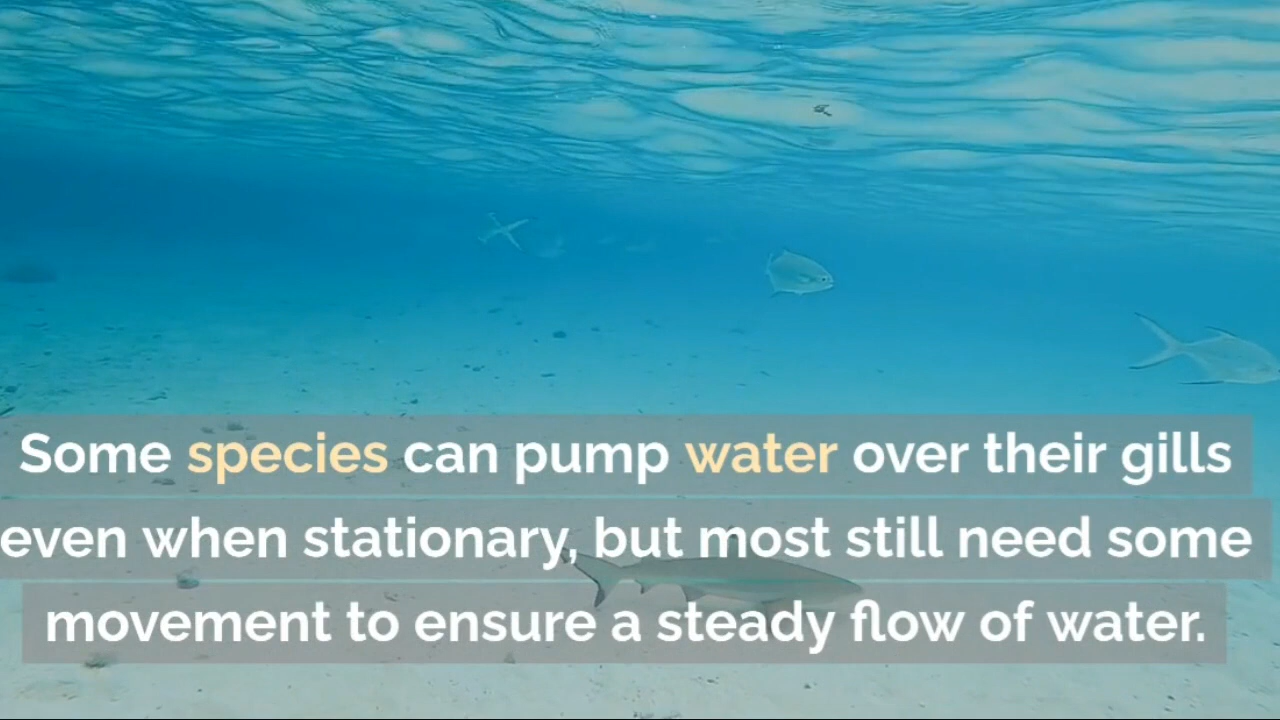 Some species can pump water over their gills
even when stationary, but most still need some
movement to ensure a steady flow of water.